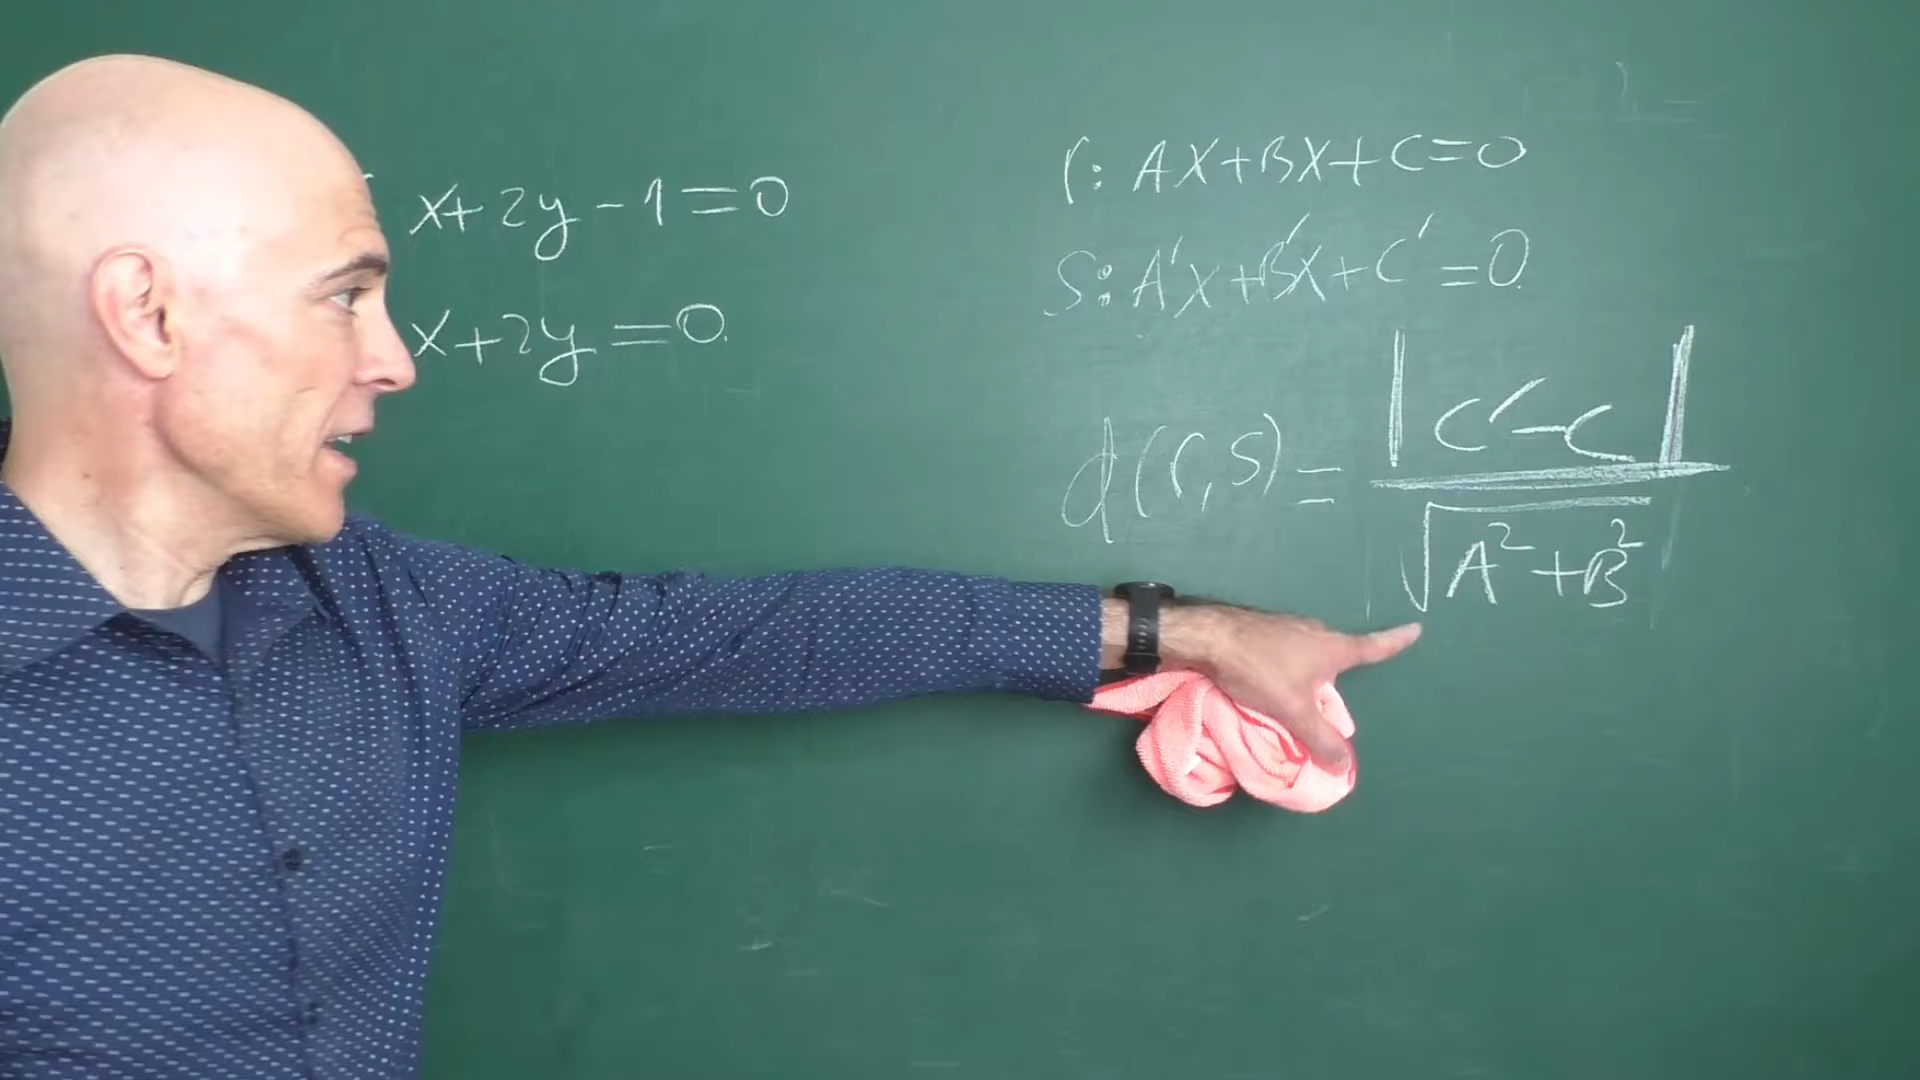 x+2y-1=0
x+2y=0.
r: AX+BX+C=0
S: A'X+B'X+C'=0.
d(r,s)= |C'-C| / √A²+B²